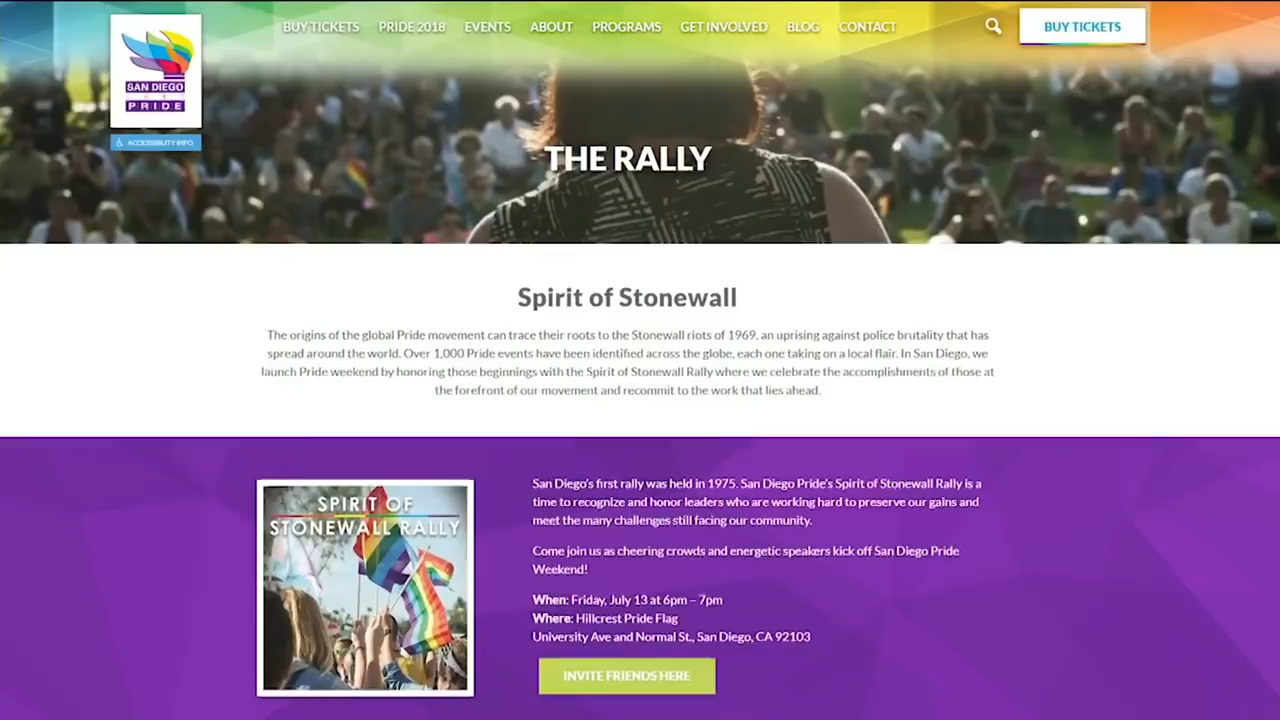 BUY TICKETS PRIDE 2018 EVENTS ABOUT PROGRAMS GET INVOLVED BLOG CONTACT
BUY TICKETS
SAN DIEGO
PRIDE
ACCESSIBILITY INFO
THE RALLY
Spirit of Stonewall
The origins of the global Pride movement can trace their roots to the Stonewall riots of 1969, an uprising against police brutality that has
spread around the world. Over 1,000 Pride events have been identified across the globe, each one taking on a local flair. In San Diego, we
launch Pride weekend by honoring those beginnings with the Spirit of Stonewall Rally where we celebrate the accomplishments of those at
the forefront of our movement and recommit to the work that lies ahead.
SPIRIT OF
STONEWALL RALLY
San Diego's first rally was held in 1975. San Diego Pride's Spirit of Stonewall Rally is a
time to recognize and honor leaders who are working hard to preserve our gains and
meet the many challenges still facing our community.
Come join us as cheering crowds and energetic speakers kick off San Diego Pride
Weekend!
When: Friday, July 13 at 6pm – 7pm
Where: Hillcrest Pride Flag
University Ave and Normal St., San Diego, CA 92103
INVITE FRIENDS HERE